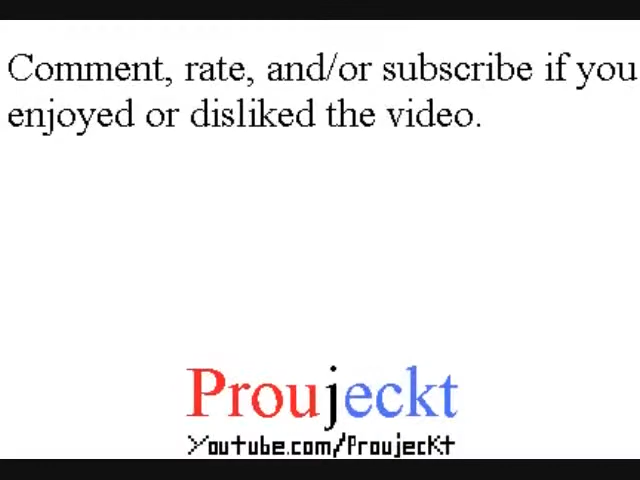 Comment, rate, and/or subscribe if you
enjoyed or disliked the video.
Proujeckt
Youtube.com/ProujecKt